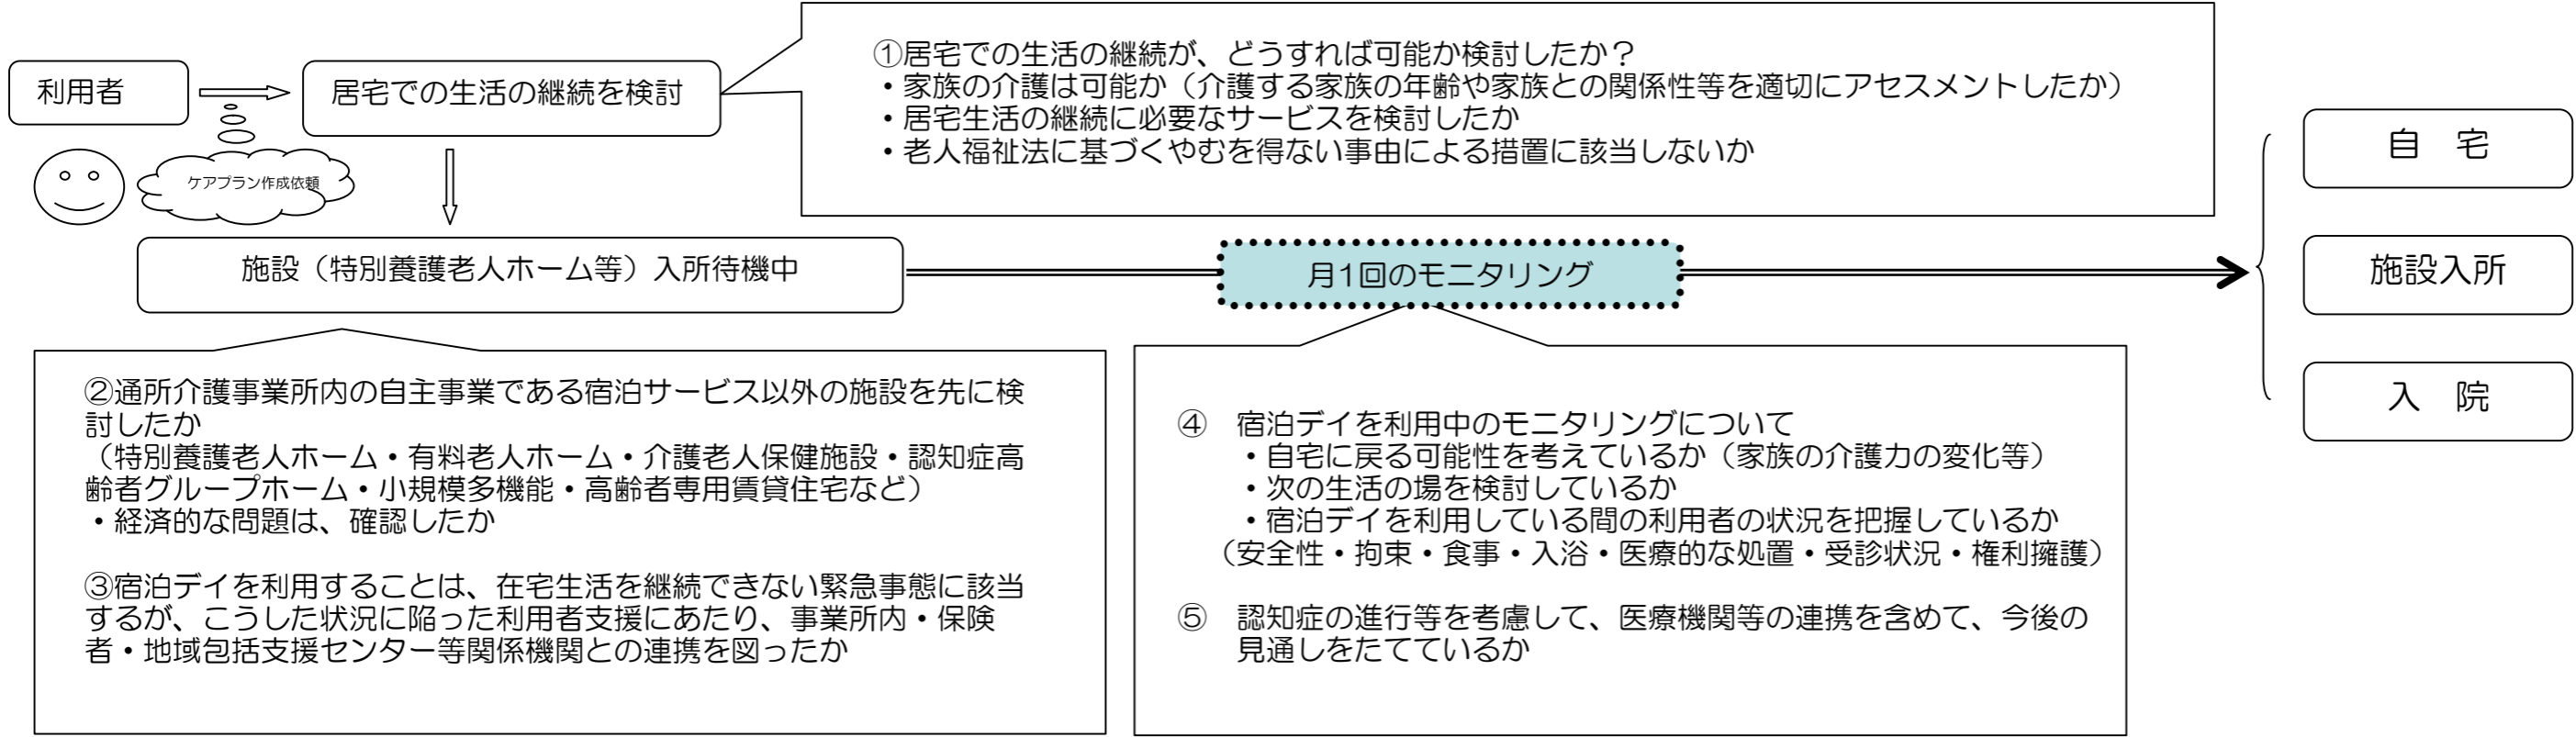 利用者
居宅での生活の継続を検討
ケアプラン作成依頼
①居宅での生活の継続が、どうすれば可能か検討したか？
・家族の介護は可能か（介護する家族の年齢や家族との関係性等を適切にアセスメントしたか）
・居宅生活の継続に必要なサービスを検討したか
・老人福祉法に基づくやむを得ない事由による措置に該当しないか
施設（特別養護老人ホーム等）入所待機中
月1回のモニタリング
自　宅
施設入所
入　院
②通所介護事業所内の自主事業である宿泊サービス以外の施設を先に検
討したか
（特別養護老人ホーム・有料老人ホーム・介護老人保健施設・認知症高
齢者グループホーム・小規模多機能・高齢者専用賃貸住宅など）
・経済的な問題は、確認したか
③宿泊デイを利用することは、在宅生活を継続できない緊急事態に該当
するが、こうした状況に陥った利用者支援にあたり、事業所内・保険
者・地域包括支援センター等関係機関との連携を図ったか
④　宿泊デイを利用中のモニタリングについて
・自宅に戻る可能性を考えているか（家族の介護力の変化等）
・次の生活の場を検討しているか
・宿泊デイを利用している間の利用者の状況を把握しているか
（安全性・拘束・食事・入浴・医療的な処置・受診状況・権利擁護）
⑤　認知症の進行等を考慮して、医療機関等の連携を含めて、今後の
見通しをたてているか